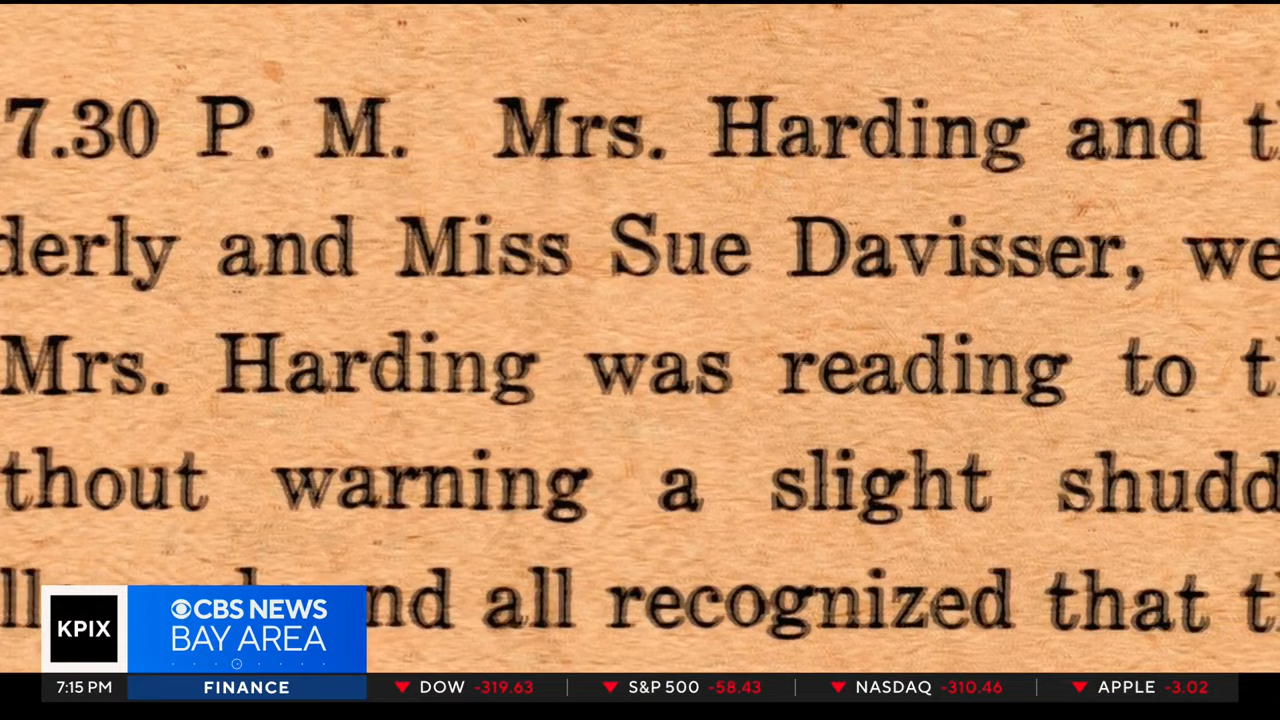 7.30 P. M. Mrs. Harding and t
derly and Miss Sue Davisser, we
Mrs. Harding was reading to t
thout warning a slight shudd
nd all recognized that t
KPIX
CBS NEWS
BAY AREA
7:15 PM FINANCE DOW -319.63 S&P 500 -58.43 NASDAQ -310.46 APPLE -3.02